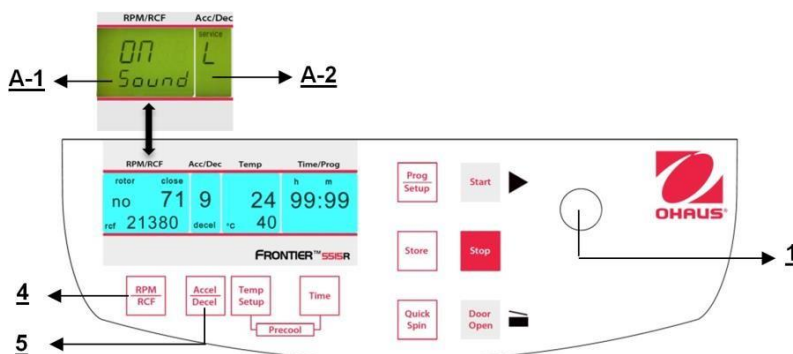 RPM/RCF Acc/Dec
service
ON L
Sound
A-1
A-2
RPM/RCF Acc/Dec Temp Time/Prog
rotor close h m
no 71 9 24 99:99
rcf 21380 decel °C 40
FRONTIER™ 5515R
RPM
RCF
Accel
Decel
Temp
Setup
Time
Precool
Prog
Setup
Start
Store
Stop
Quick
Spin
Door
Open
OHAUS®
1
4
5